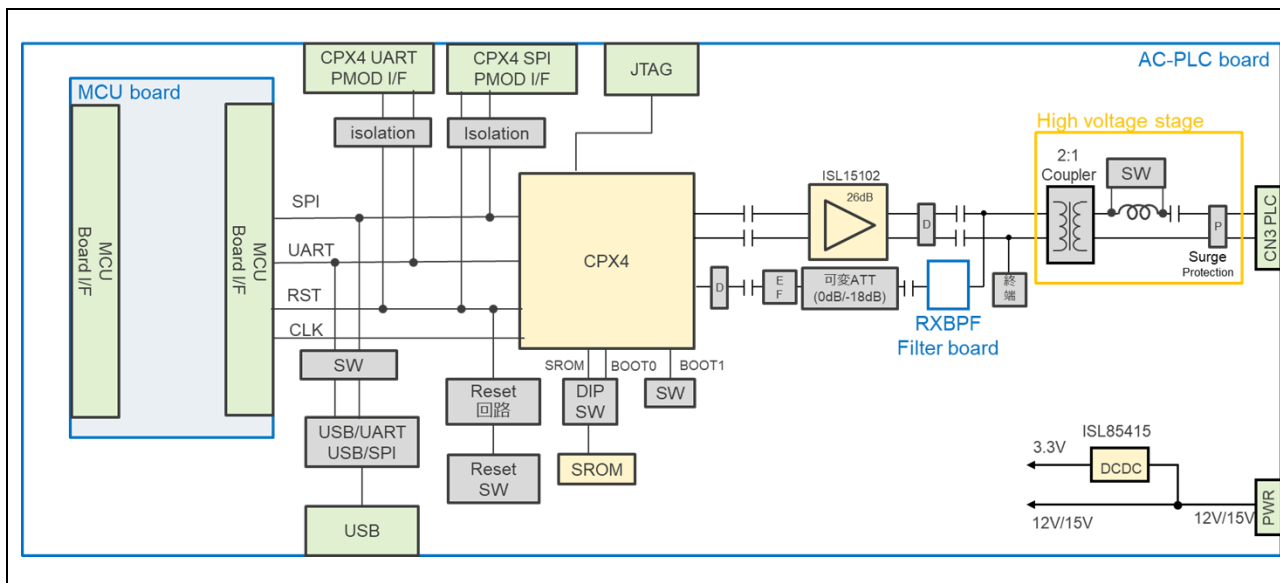 CPX4 UART
PMOD I/F
CPX4 SPI
PMOD I/F
JTAG
AC-PLC board
MCU board
isolation
Isolation
High voltage stage
2:1
Coupler
SW
ISL15102
26dB
MCU
Board I/F
MCU
Board I/F
SPI
UART
RST
CLK
CPX4
D
P
Surge
Protection
CN3 PLC
D
E
F
可変ATT
(0dB/-18dB)
終端
RXBPF
Filter board
SW
SROM
BOOT0
BOOT1
Reset
回路
DIP
SW
SW
USB/UART
USB/SPI
Reset
SW
SROM
USB
ISL85415
3.3V
DCDC
12V/15V
12V/15V
PWR